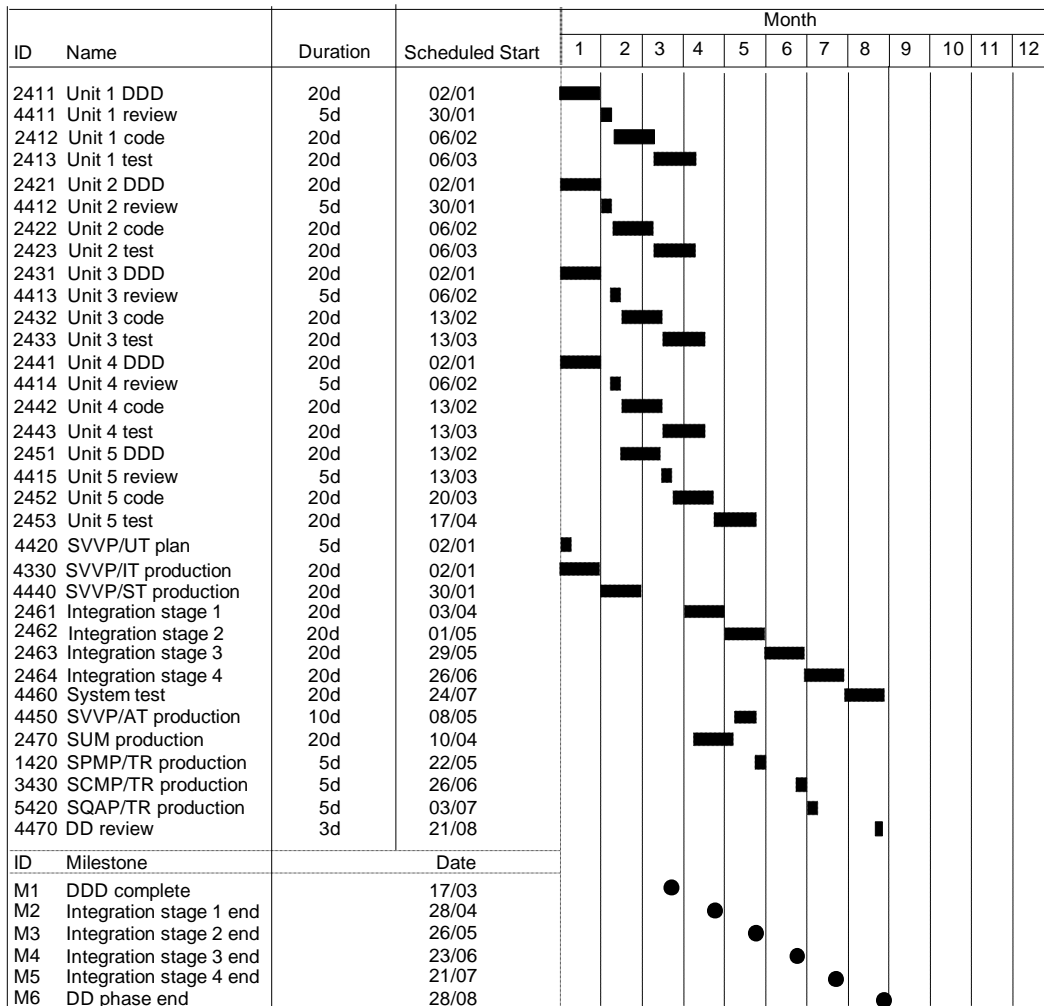 Month
ID Name Duration Scheduled Start 1 2 3 4 5 6 7 8 9 10 11 12
2411 Unit 1 DDD 20d 02/01
4411 Unit 1 review 5d 30/01
2412 Unit 1 code 20d 06/02
2413 Unit 1 test 20d 06/03
2421 Unit 2 DDD 20d 02/01
4412 Unit 2 review 5d 30/01
2422 Unit 2 code 20d 06/02
2423 Unit 2 test 20d 06/03
2431 Unit 3 DDD 20d 02/01
4413 Unit 3 review 5d 06/02
2432 Unit 3 code 20d 13/02
2433 Unit 3 test 20d 13/03
2441 Unit 4 DDD 20d 02/01
4414 Unit 4 review 5d 06/02
2442 Unit 4 code 20d 13/02
2443 Unit 4 test 20d 13/03
2451 Unit 5 DDD 20d 13/02
4415 Unit 5 review 5d 13/03
2452 Unit 5 code 20d 20/03
2453 Unit 5 test 20d 17/04
4420 SVVP/UT plan 5d 02/01
4330 SVVP/IT production 20d 02/01
4440 SVVP/ST production 20d 30/01
2461 Integration stage 1 20d 03/04
2462 Integration stage 2 20d 01/05
2463 Integration stage 3 20d 29/05
2464 Integration stage 4 20d 26/06
4460 System test 20d 24/07
4450 SVVP/AT production 10d 08/05
2470 SUM production 20d 10/04
1420 SPMP/TR production 5d 22/05
3430 SCMP/TR production 5d 26/06
5420 SQAP/TR production 5d 03/07
4470 DD review 3d 21/08
ID Milestone Date
M1 DDD complete 17/03
M2 Integration stage 1 end 28/04
M3 Integration stage 2 end 26/05
M4 Integration stage 3 end 23/06
M5 Integration stage 4 end 21/07
M6 DD phase end 28/08